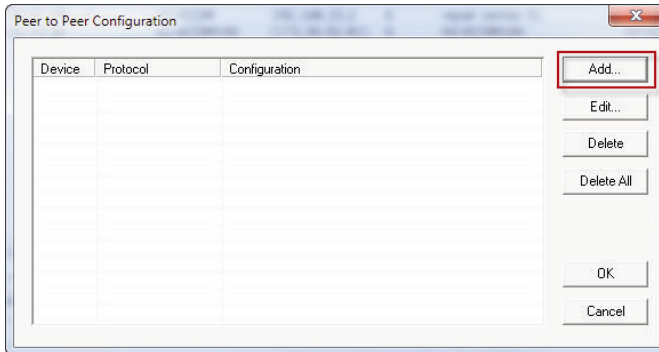 Peer to Peer Configuration
Device Protocol Configuration
Add...
Edit...
Delete
Delete All
OK
Cancel